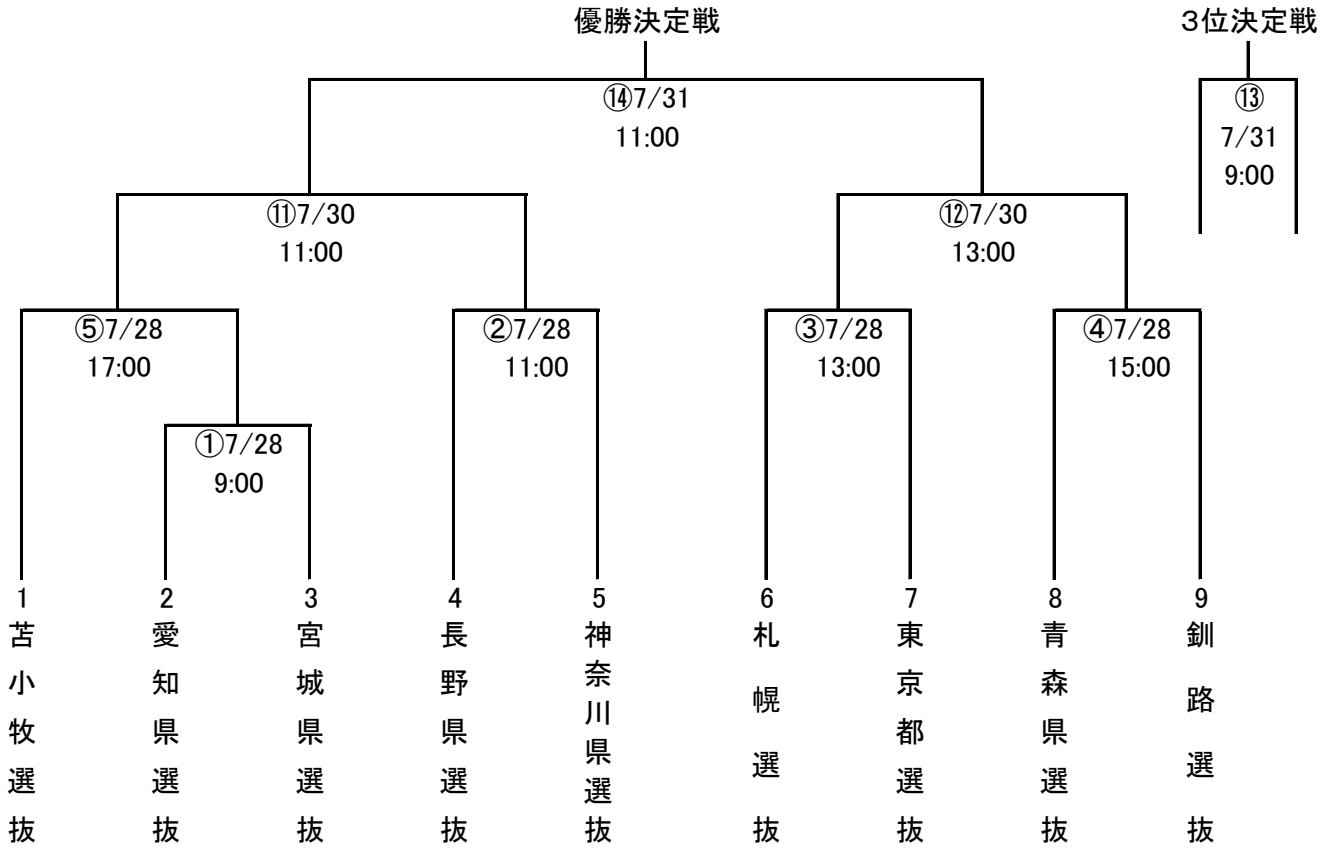 優勝決定戦
3位決定戦
⑭7/31
11:00
⑬
7/31
9:00
⑪7/30
11:00
⑫7/30
13:00
⑤7/28
17:00
②7/28
11:00
③7/28
13:00
④7/28
15:00
①7/28
9:00
1
苫小牧選抜
2
愛知県選抜
3
宮城県選抜
4
長野県選抜
5
神奈川県選抜
6
札幌選抜
7
東京都選抜
8
青森県選抜
9
釧路選抜